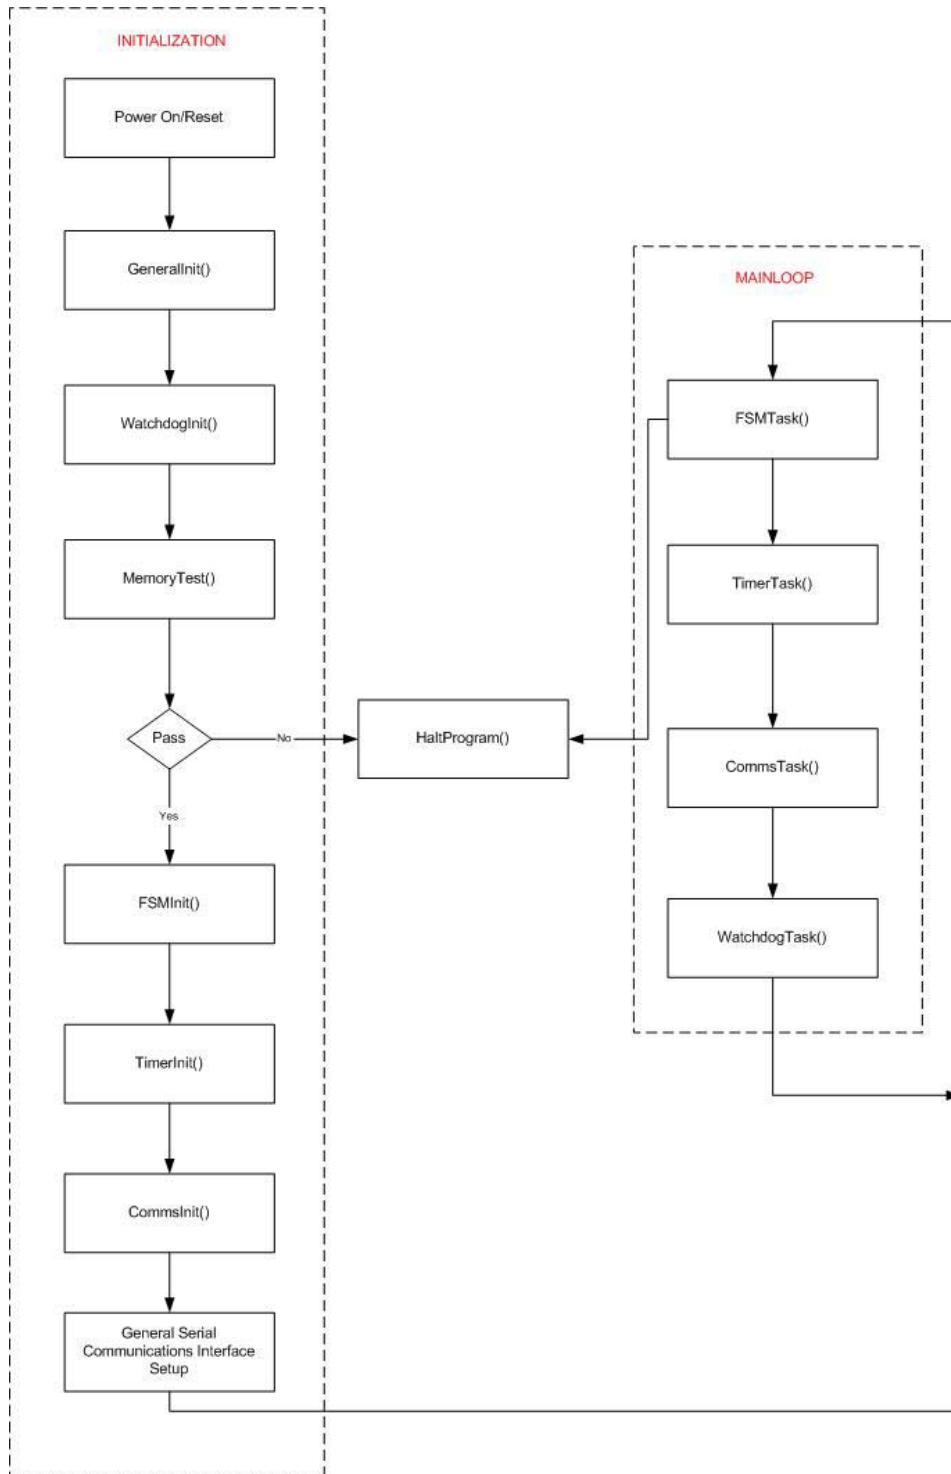 INITIALIZATION
Power On/Reset
GeneralInit()
WatchdogInit()
MemoryTest()
Pass
No
Yes
FSMInit()
TimerInit()
CommsInit()
General Serial
Communications Interface
Setup
HaltProgram()
MAINLOOP
FSMTask()
TimerTask()
CommsTask()
WatchdogTask()